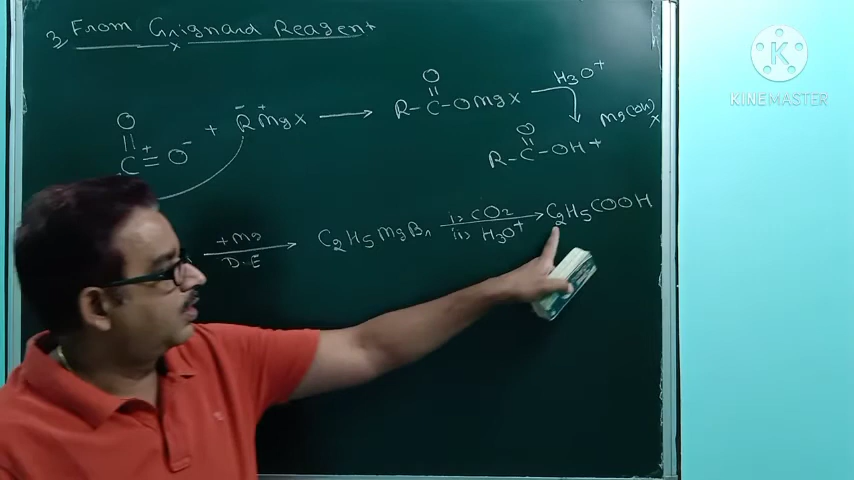 3, From Grignard Reagent
O
||
C⁺ = O⁻ + R⁻ Mg⁺ X ⟶ R-C-OMgX H₃O⁺
O
||
R-C-OH + Mg(OH)X
O
||
+Mg
D.E
C₂H₅MgBr i, CO₂ ⟶ C₂H₅COOH
ii, H₃O⁺
K
KINEMASTER